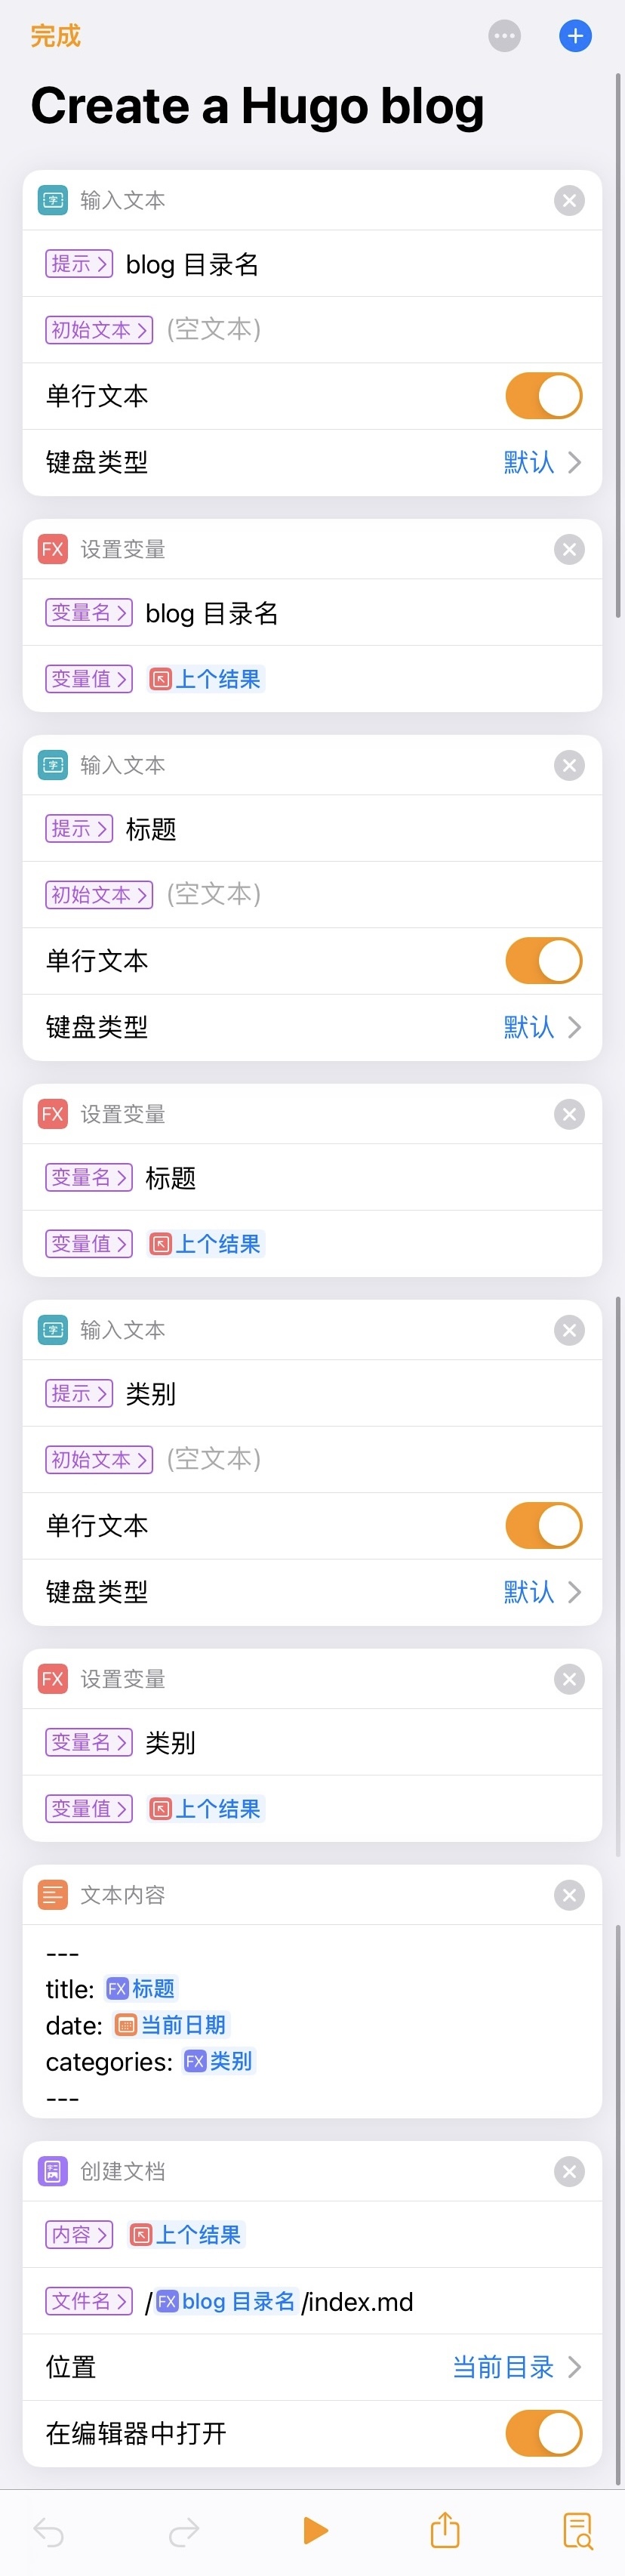 完成
Create a Hugo blog
输入文本
提示 blog 目录名
初始文本 (空文本)
单行文本
键盘类型 默认
FX 设置变量
变量名 blog 目录名
变量值 上个结果
输入文本
提示 标题
初始文本 (空文本)
单行文本
键盘类型 默认
FX 设置变量
变量名 标题
变量值 上个结果
输入文本
提示 类别
初始文本 (空文本)
单行文本
键盘类型 默认
FX 设置变量
变量名 类别
变量值 上个结果
文本内容
---
title: FX 标题
date: 当前日期
categories: FX 类别
---
创建文档
内容 上个结果
文件名 /FX blog 目录名/index.md
位置 当前目录
在编辑器中打开